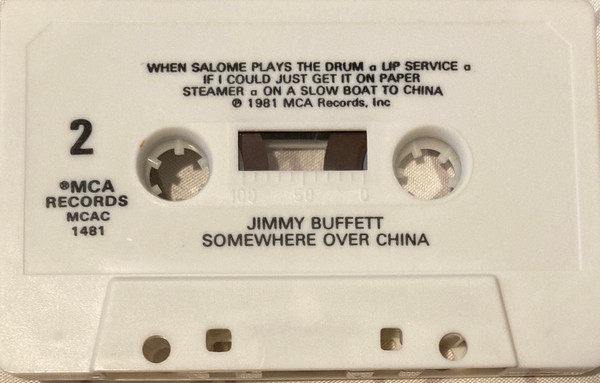 WHEN SALOME PLAYS THE DRUM ¤ LIP SERVICE ¤
IF I COULD JUST GET IT ON PAPER
STEAMER ¤ ON A SLOW BOAT TO CHINA
℗ 1981 MCA Records, Inc
2
®MCA
RECORDS
MCAC
1481
100 50 0
JIMMY BUFFETT
SOMEWHERE OVER CHINA